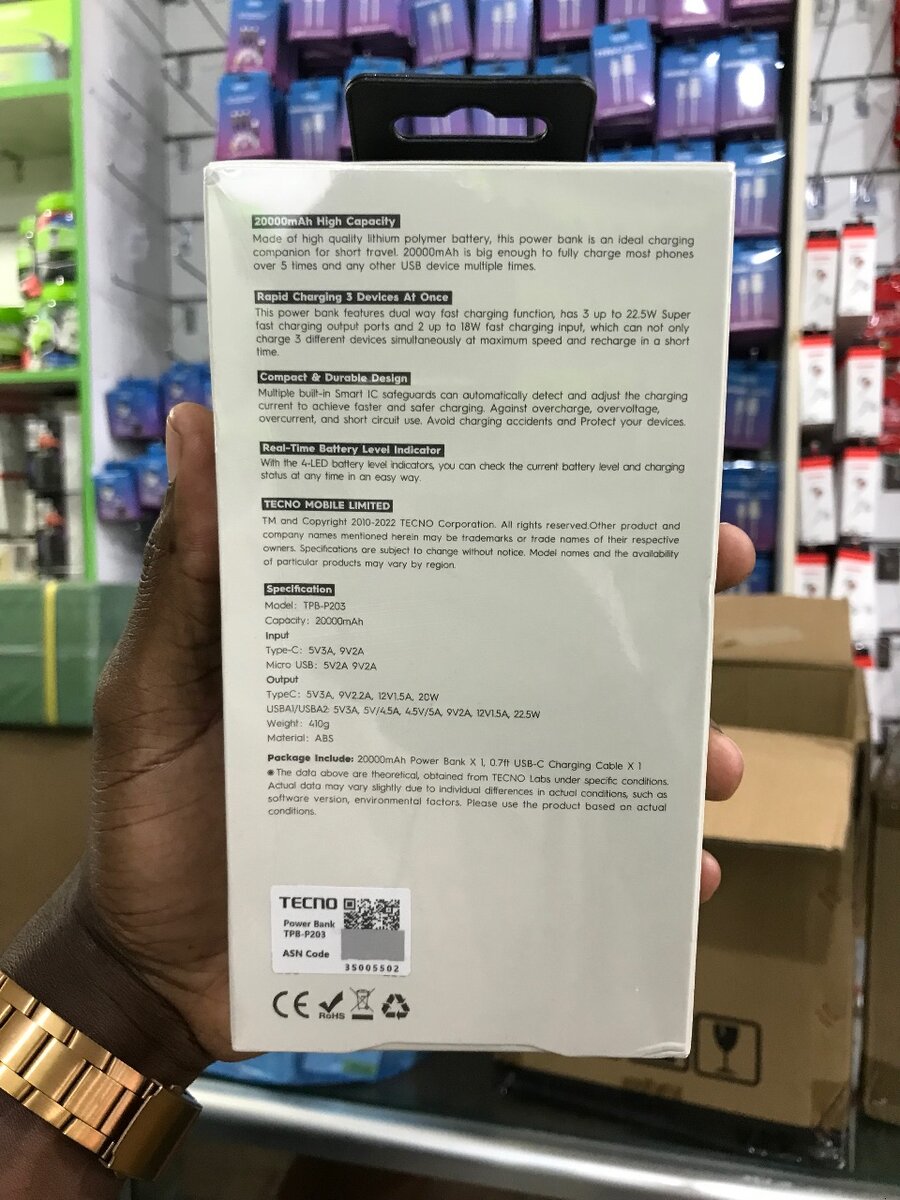 20000mAh High Capacity
Made of high quality lithium polymer battery, this power bank is an ideal charging
companion for short travel. 20000mAh is big enough to fully charge most phones
over 5 times and any other USB device multiple times.
Rapid Charging 3 Devices At Once
This power bank features dual way fast charging function, has 3 up to 22.5W Super
fast charging output ports and 2 up to 18W fast charging input, which can not only
charge 3 different devices simultaneously at maximum speed and recharge in a short
time.
Compact & Durable Design
Multiple built-in Smart IC safeguards can automatically detect and adjust the charging
current to achieve faster and safer charging. Against overcharge, overvoltage,
overcurrent, and short circuit use. Avoid charging accidents and Protect your devices.
Real-Time Battery Level Indicator
With the 4-LED battery level indicators, you can check the current battery level and charging
status at any time in an easy way.
TECNO MOBILE LIMITED
TM and Copyright 2010-2022 TECNO Corporation. All rights reserved.Other product and
company names mentioned herein may be trademarks or trade names of their respective
owners. Specifications are subject to change without notice. Model names and the availability
of particular products may vary by region.
Specification
Model: TPB-P203
Capacity: 20000mAh
Input
Type-C: 5V3A, 9V2A
Micro USB: 5V2A 9V2A
Output
TypeC: 5V3A, 9V2.2A, 12V1.5A, 20W
USBA1/USBA2: 5V3A, 5V/4.5A, 4.5V/5A, 9V2A, 12V1.5A, 22.5W
Weight: 410g
Material: ABS
Package Include: 20000mAh Power Bank X 1, 0.7ft USB-C Charging Cable X 1
※The data above are theoretical, obtained from TECNO Labs under specific conditions.
Actual data may vary slightly due to individual differences in actual conditions, such as
software version, environmental factors. Please use the product based on actual
conditions.
TECNO
Power Bank
TPB-P203
ASN Code
35005502
CE
RoHS